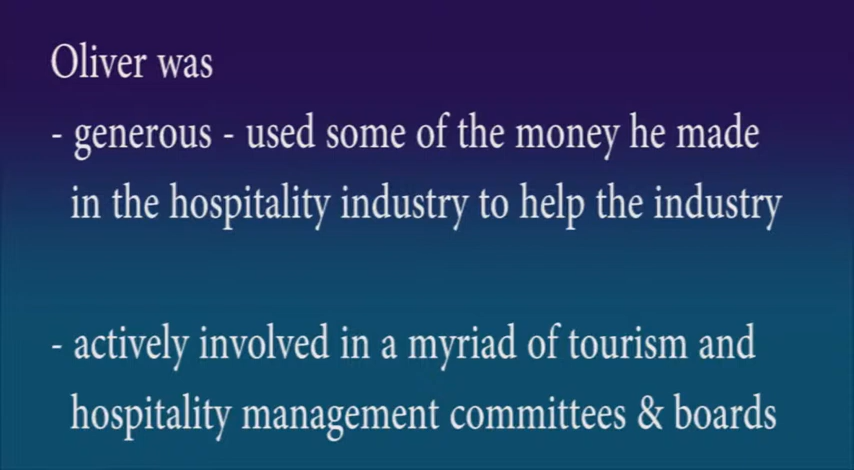 Oliver was
- generous - used some of the money he made
in the hospitality industry to help the industry
- actively involved in a myriad of tourism and
hospitality management committees & boards